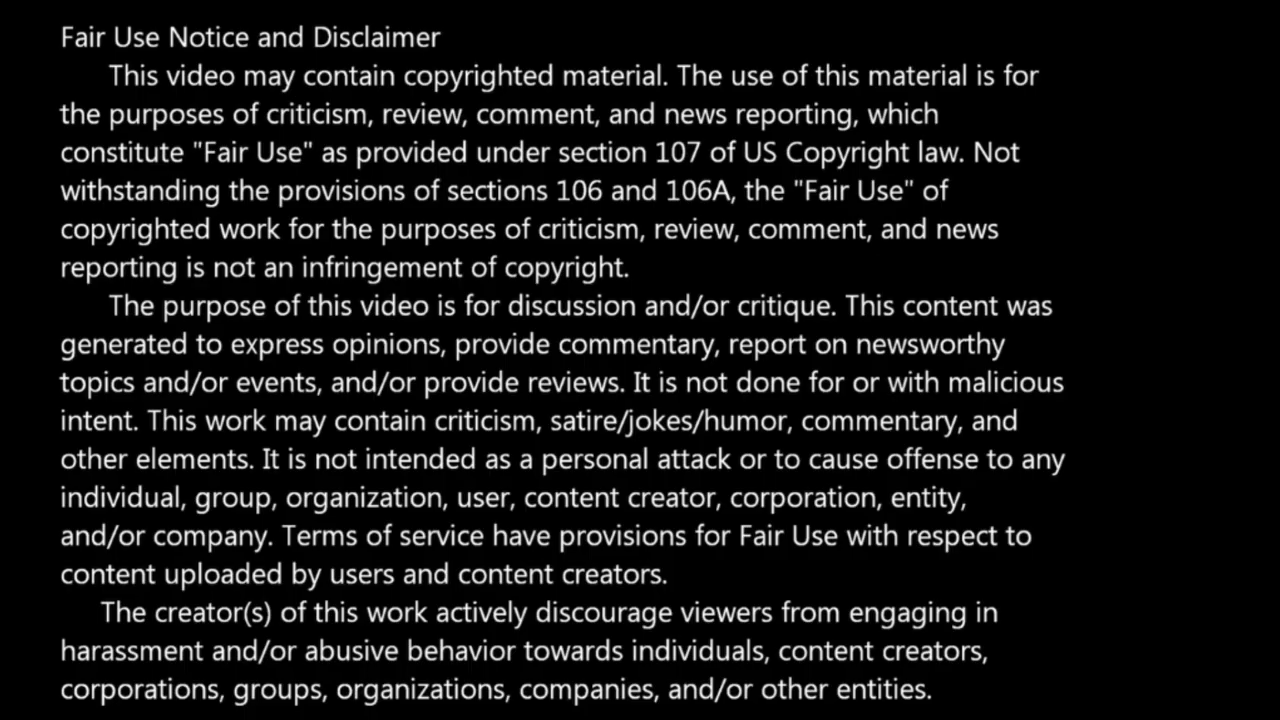 Fair Use Notice and Disclaimer
This video may contain copyrighted material. The use of this material is for
the purposes of criticism, review, comment, and news reporting, which
constitute "Fair Use" as provided under section 107 of US Copyright law. Not
withstanding the provisions of sections 106 and 106A, the "Fair Use" of
copyrighted work for the purposes of criticism, review, comment, and news
reporting is not an infringement of copyright.
The purpose of this video is for discussion and/or critique. This content was
generated to express opinions, provide commentary, report on newsworthy
topics and/or events, and/or provide reviews. It is not done for or with malicious
intent. This work may contain criticism, satire/jokes/humor, commentary, and
other elements. It is not intended as a personal attack or to cause offense to any
individual, group, organization, user, content creator, corporation, entity,
and/or company. Terms of service have provisions for Fair Use with respect to
content uploaded by users and content creators.
The creator(s) of this work actively discourage viewers from engaging in
harassment and/or abusive behavior towards individuals, content creators,
corporations, groups, organizations, companies, and/or other entities.